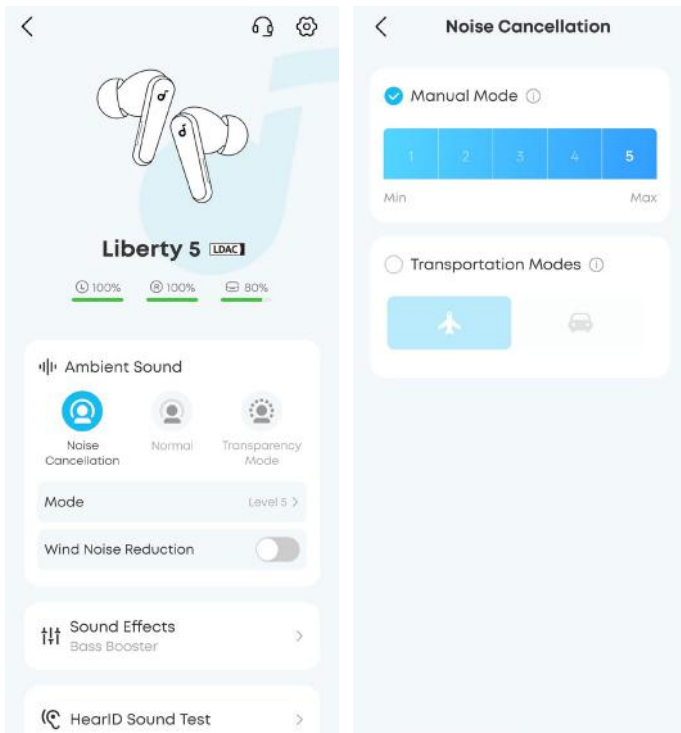 Liberty 5 LDAC
L 100% R 100% 80%
Ambient Sound
Noise Cancellation
Normal
Transparency Mode
Mode Level 5 >
Wind Noise Reduction
Sound Effects
Bass Booster
HearID Sound Test
Noise Cancellation
Manual Mode
1 2 3 4 5
Min Max
Transportation Modes